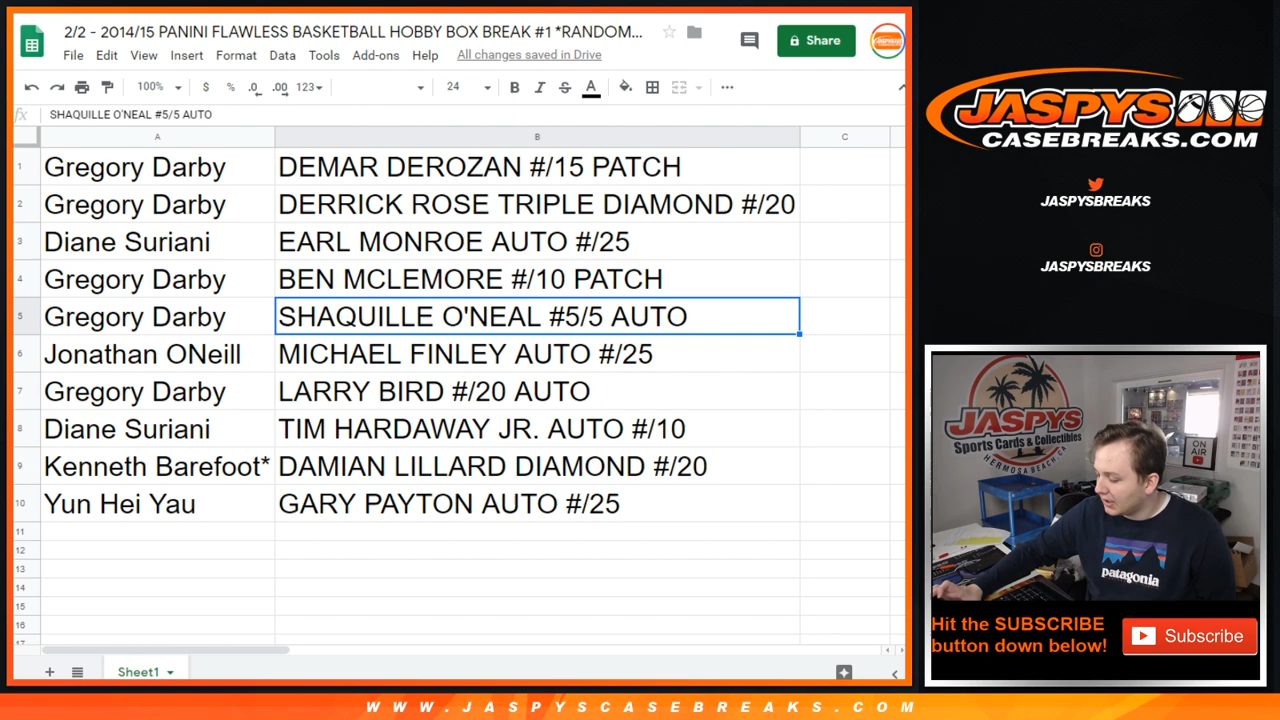 2/2 - 2014/15 PANINI FLAWLESS BASKETBALL HOBBY BOX BREAK #1 *RANDOM...
Share
File Edit View Insert Format Data Tools Add-ons Help All changes saved in Drive
100% $ % .0 .00 123 24 B I S A
fx SHAQUILLE O'NEAL #5/5 AUTO
A B C
1 Gregory Darby DEMAR DEROZAN #/15 PATCH
2 Gregory Darby DERRICK ROSE TRIPLE DIAMOND #/20
3 Diane Suriani EARL MONROE AUTO #/25
4 Gregory Darby BEN MCLEMORE #/10 PATCH
5 Gregory Darby SHAQUILLE O'NEAL #5/5 AUTO
6 Jonathan ONeill MICHAEL FINLEY AUTO #/25
7 Gregory Darby LARRY BIRD #/20 AUTO
8 Diane Suriani TIM HARDAWAY JR. AUTO #/10
9 Kenneth Barefoot* DAMIAN LILLARD DIAMOND #/20
10 Yun Hei Yau GARY PAYTON AUTO #/25
11
12
13
14
15
16
17
Sheet1
JASPYS
CASEBREAKS.COM
JASPYSBREAKS
JASPYSBREAKS
JASPYS
Sports Cards & Collectibles
HERMOSA BEACH, CA
ON AIR
patagonia
Hit the SUBSCRIBE
button down below!
Subscribe
WWW.JASPYSCASEBREAKS.COM